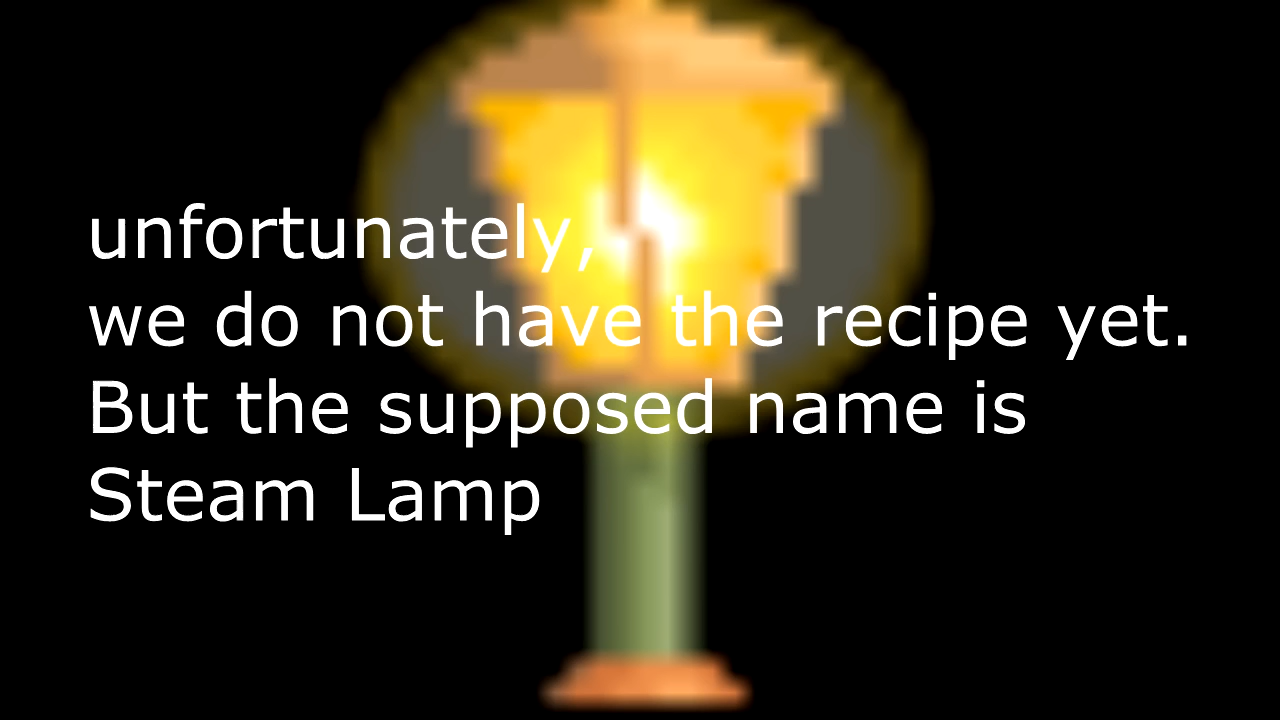 unfortunately,
we do not have the recipe yet.
But the supposed name is
Steam Lamp